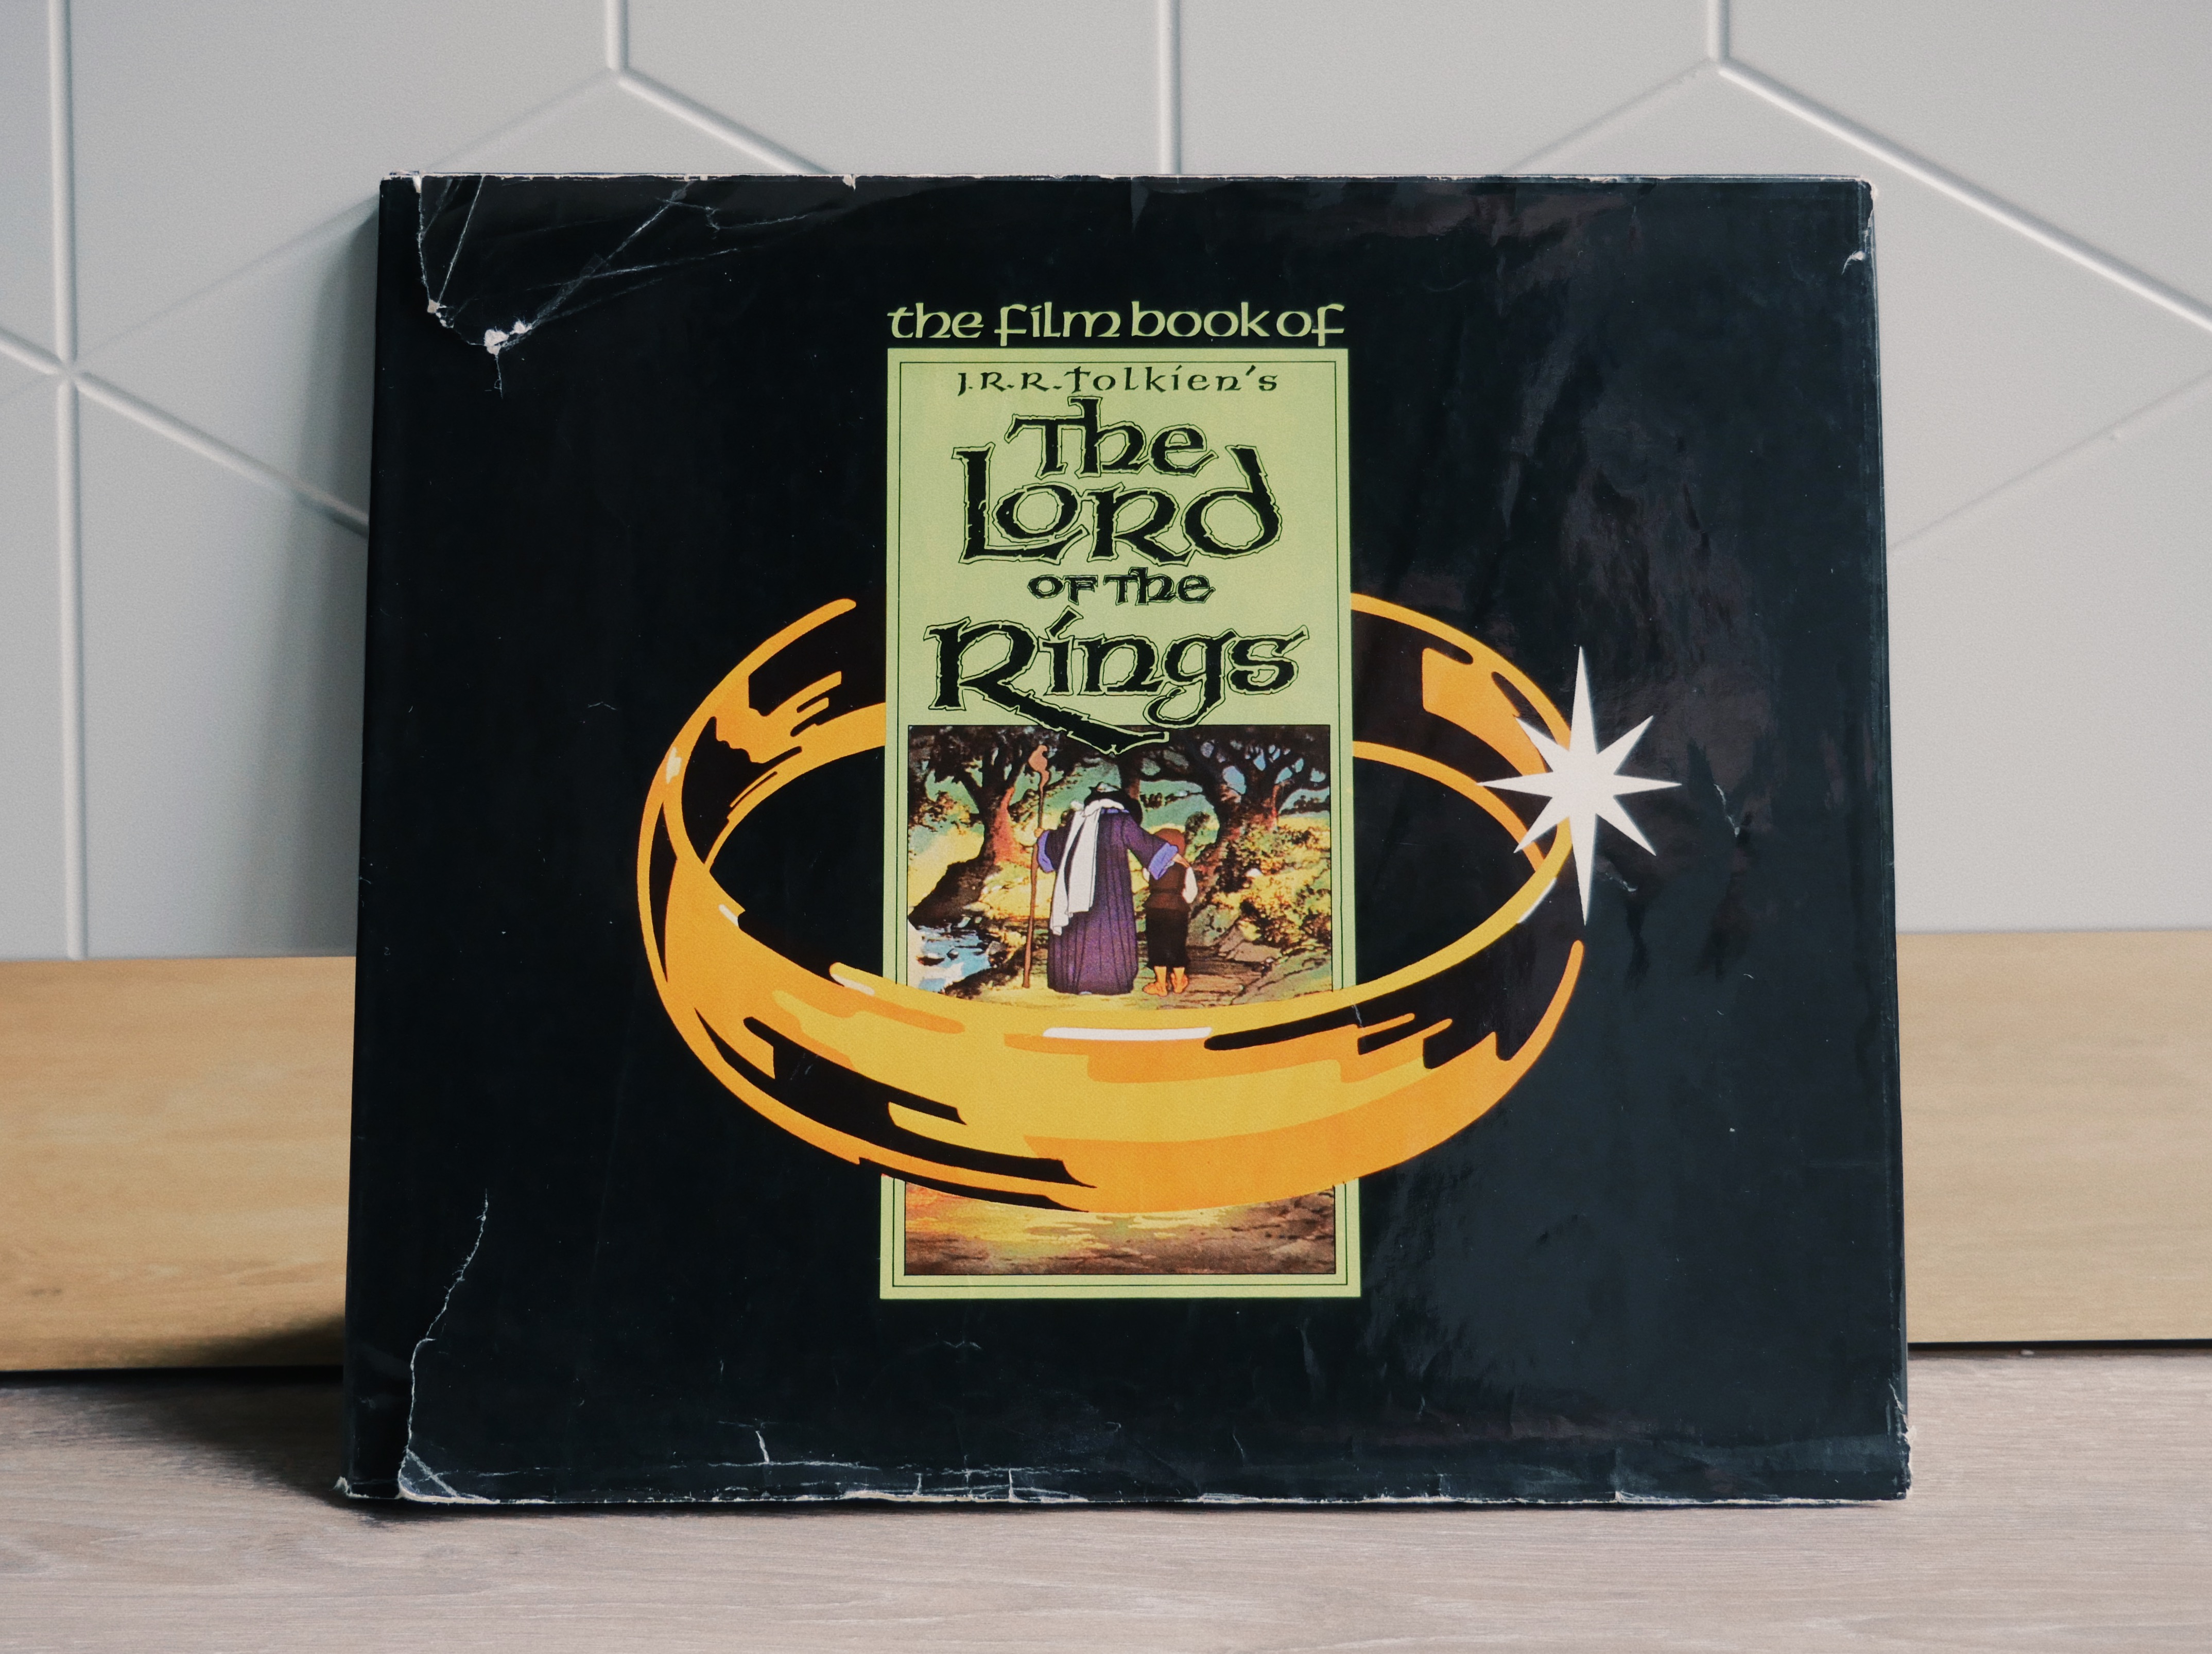 the film book of
J.R.R. Tolkien's
The
Lord
OF The
Rings